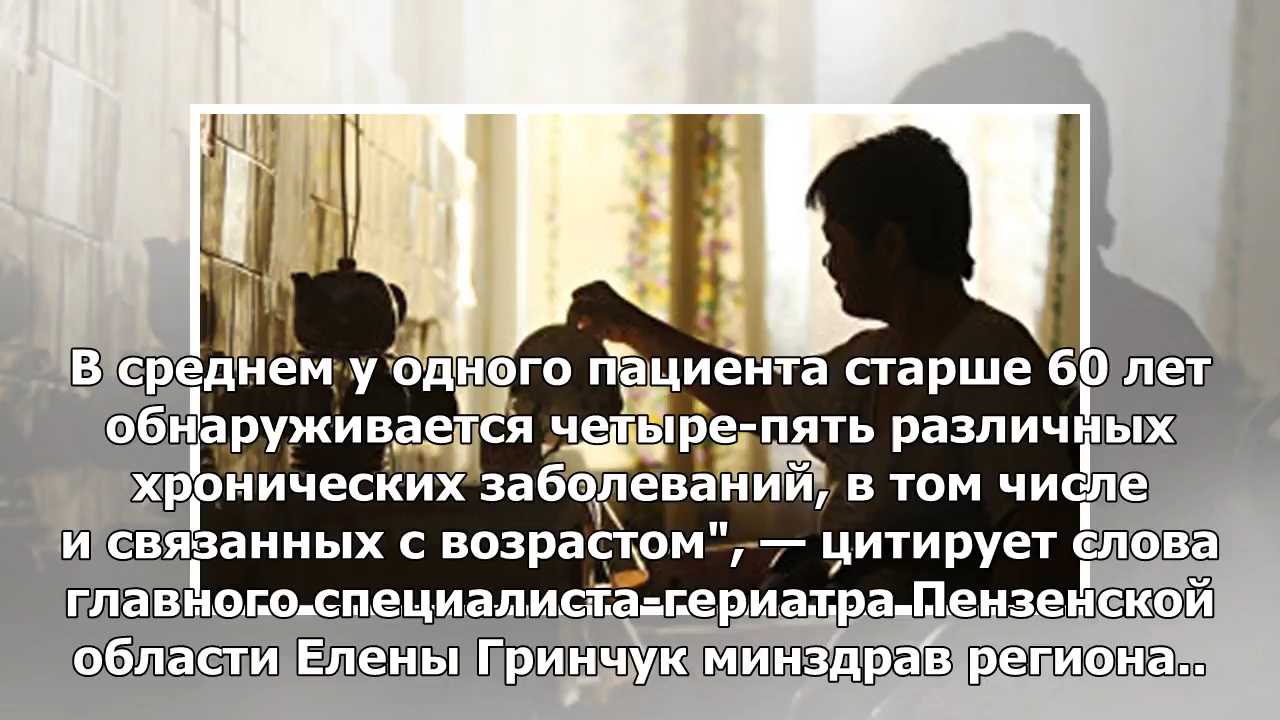 В среднем у одного пациента старше 60 лет
обнаруживается четыре-пять различных
хронических заболеваний, в том числе
и связанных с возрастом", — цитирует слова
главного специалиста-гериатра Пензенской
области Елены Гринчук минздрав региона..